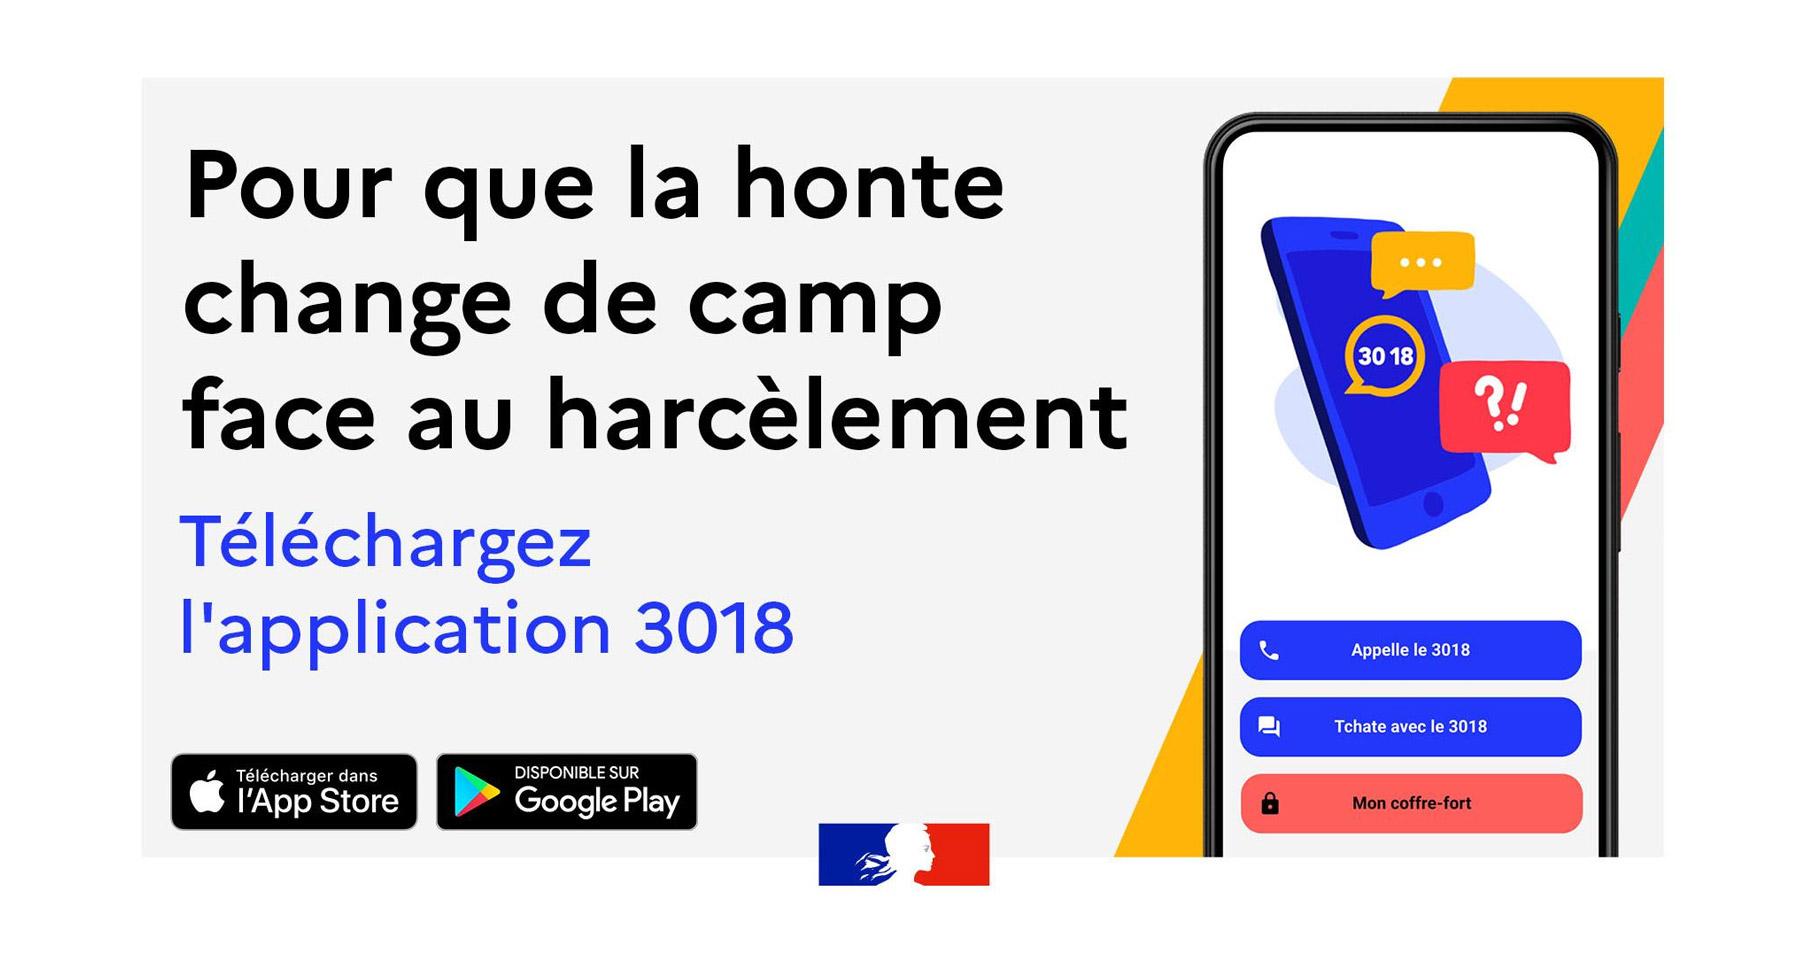 Pour que la honte
change de camp
face au harcèlement
Téléchargez
l'application 3018
Télécharger dans
l'App Store
DISPONIBLE SUR
Google Play
30 18
?!
Appelle le 3018
Tchate avec le 3018
Mon coffre-fort